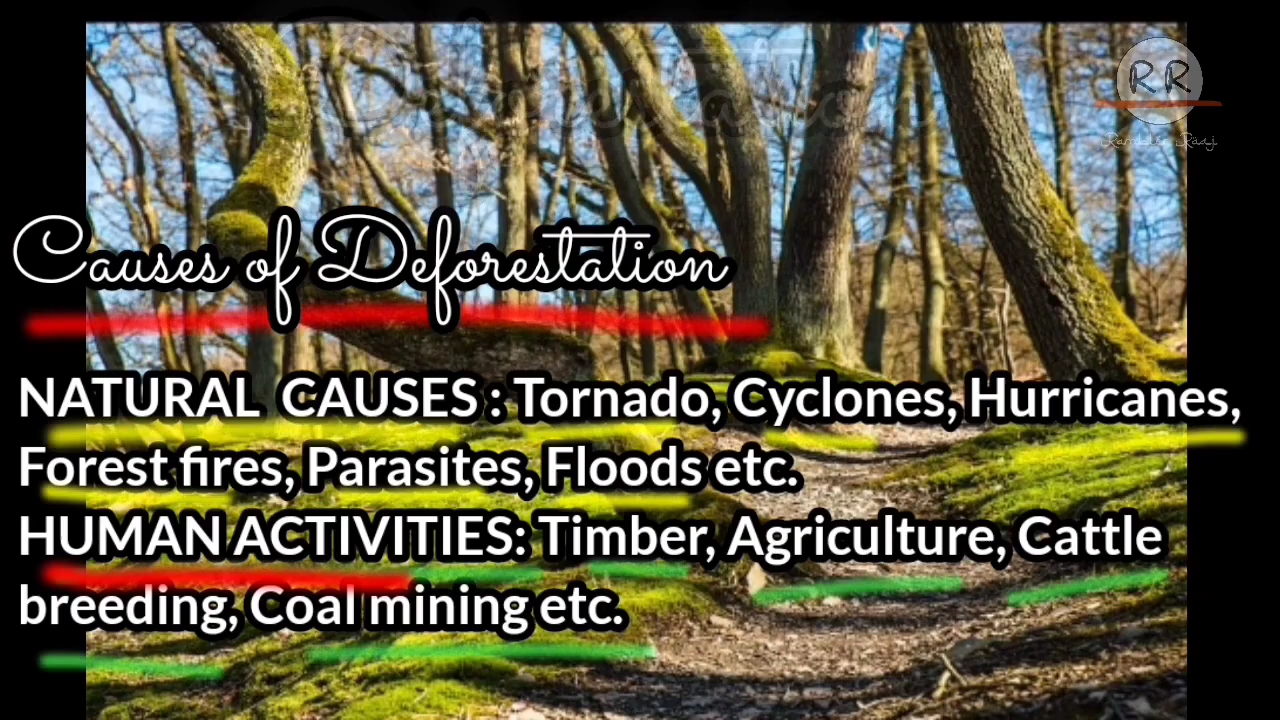 RR
Causes of Deforestation
NATURAL CAUSES : Tornado, Cyclones, Hurricanes,
Forest fires, Parasites, Floods etc.
HUMAN ACTIVITIES: Timber, Agriculture, Cattle
breeding, Coal mining etc.